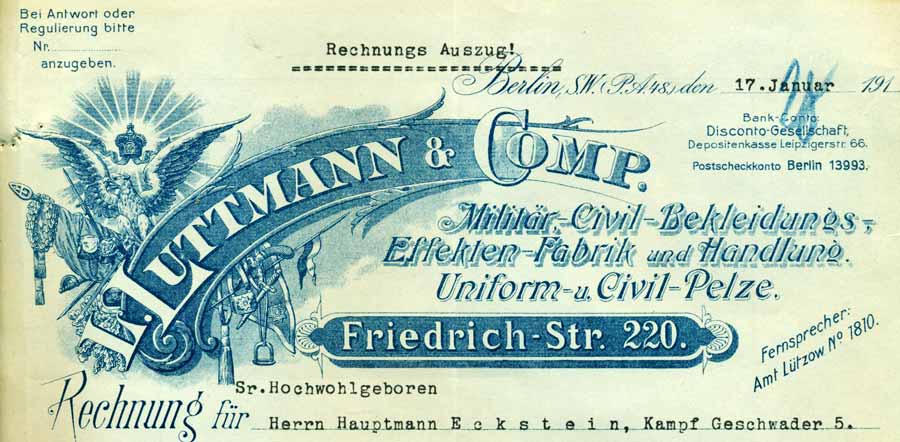 Bei Antwort oder
Regulierung bitte
Nr.
anzugeben.
Rechnungs Auszug!
Berlin, S.W. (P.A. 48.) den 17. Januar 191
Bank-Conto:
Disconto-Gesellschaft,
Depositenkasse Leipzigerstr. 66.
Postscheckkonto Berlin 13993.
LUTTMANN & COMP.
Militär-, Civil-Bekleidungs-,
Effekten-Fabrik und Handlung.
Uniform- u. Civil-Pelze.
Friedrich-Str. 220.
Fernsprecher:
Amt Lützow No 1810.
Sr. Hochwohlgeboren
Rechnung für Herrn Hauptmann Eckstein, Kampf Geschwader 5.